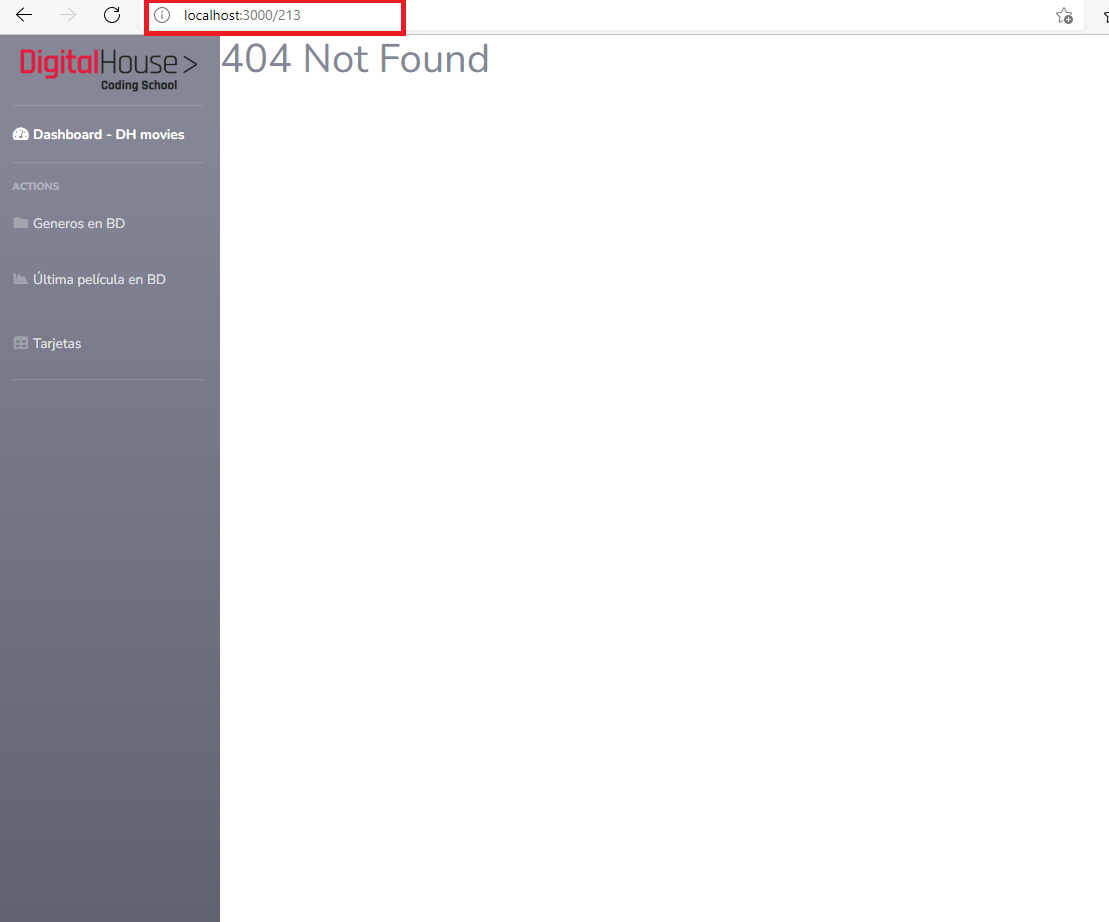 localhost:3000/213
DigitalHouse >
Coding School
404 Not Found
Dashboard - DH movies
ACTIONS
Generos en BD
Última película en BD
Tarjetas